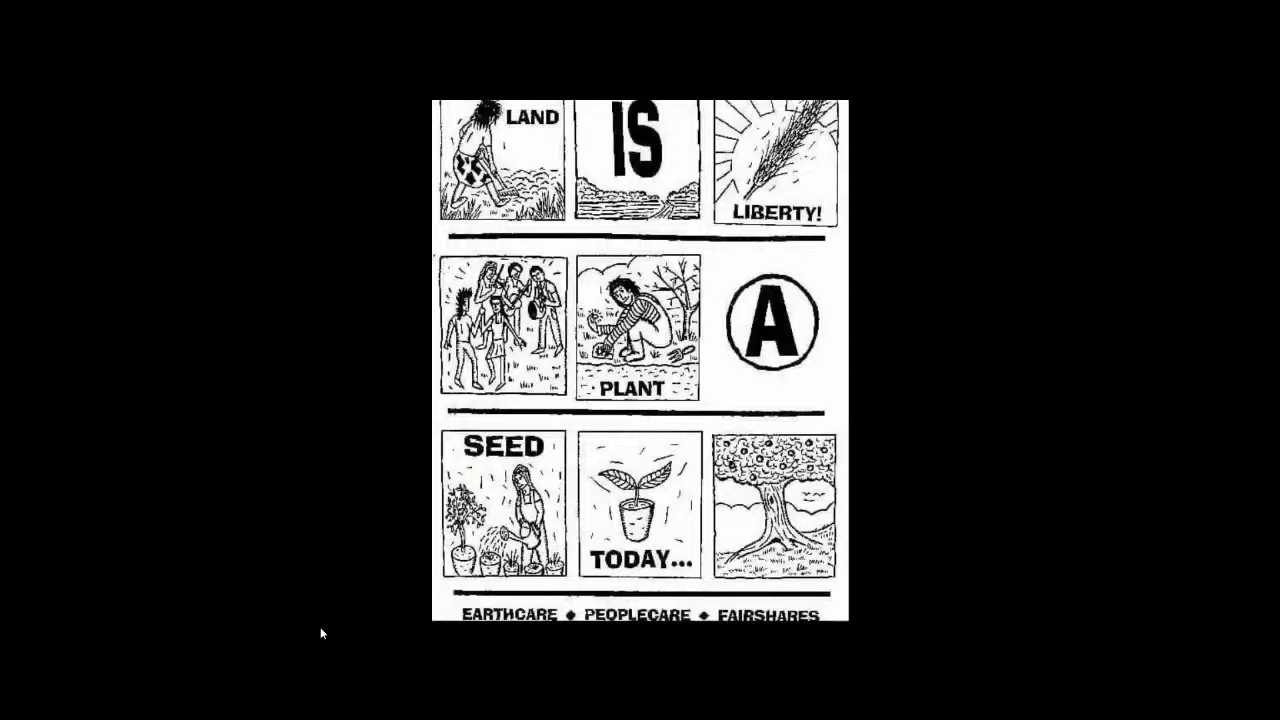 LAND
IS
LIBERTY!
PLANT
A
SEED
TODAY...
EARTHCARE ◆ PEOPLECARE ◆ FAIRSHARES